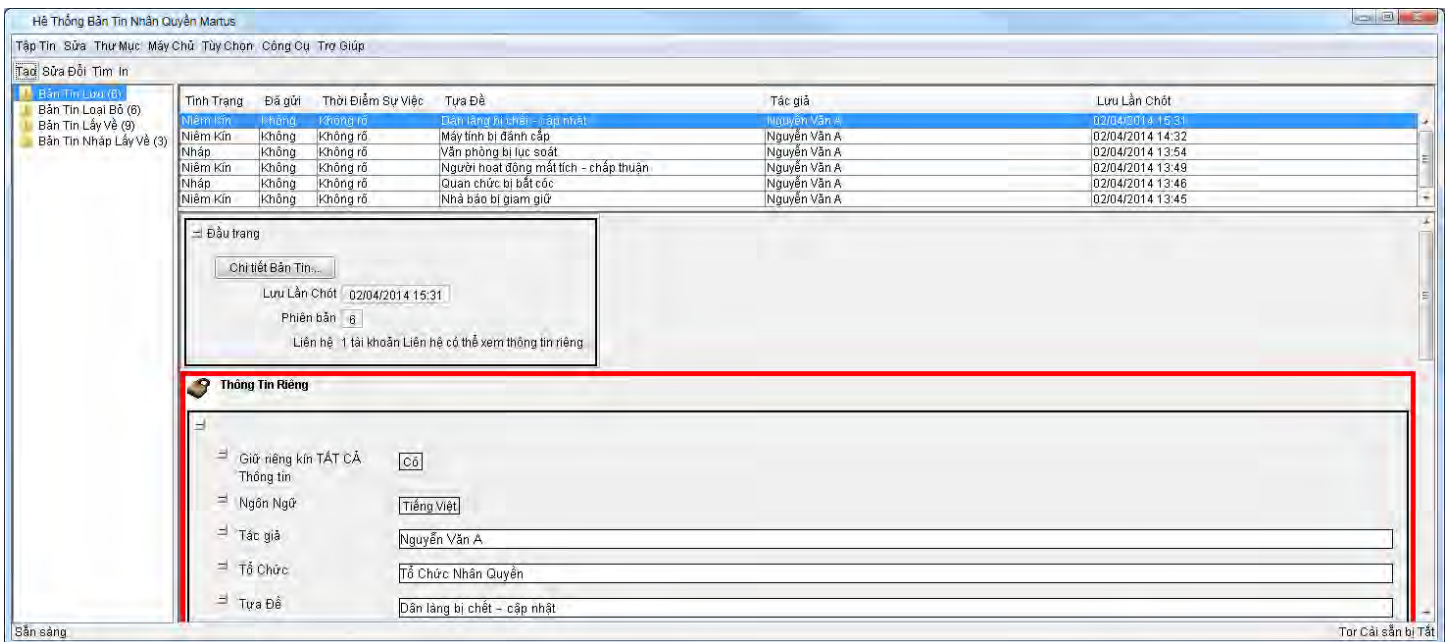 Hệ Thống Bản Tin Nhân Quyền Martus
Tập Tin Sửa Thư Mục Máy Chủ Tùy Chọn Công Cụ Trợ Giúp
Tạo Sửa Đổi Tìm In
Bản Tin Lưu (6)
Bản Tin Loại Bỏ (6)
Bản Tin Lấy Về (9)
Bản Tin Nháp Lấy Về (3)
Tình Trạng Đã gửi Thời Điểm Sự Việc Tựa Đề Tác giả Lưu Lần Chót
Niêm Kín Không Không rõ Dân làng bị chết – cập nhật Nguyễn Văn A 02/04/2014 15:31
Niêm Kín Không Không rõ Máy tính bị đánh cắp Nguyễn Văn A 02/04/2014 14:32
Nháp Không Không rõ Văn phòng bị lục soát Nguyễn Văn A 02/04/2014 13:54
Niêm Kín Không Không rõ Người hoạt động mất tích – chấp thuận Nguyễn Văn A 02/04/2014 13:49
Nháp Không Không rõ Quan chức bị bắt cóc Nguyễn Văn A 02/04/2014 13:46
Niêm Kín Không Không rõ Nhà báo bị giam giữ Nguyễn Văn A 02/04/2014 13:45
Đầu trang
Chi tiết Bản Tin...
Lưu Lần Chót 02/04/2014 15:31
Phiên bản 6
Liên hệ 1 tài khoản Liên hệ có thể xem thông tin riêng
Thông Tin Riêng
Giữ riêng kín TẤT CẢ Có
Thông tin
Ngôn Ngữ Tiếng Việt
Tác giả Nguyễn Văn A
Tổ Chức Tổ Chức Nhân Quyền
Tựa Đề Dân làng bị chết – cập nhật
Sẵn sàng Tor Cài sẵn bị Tắt